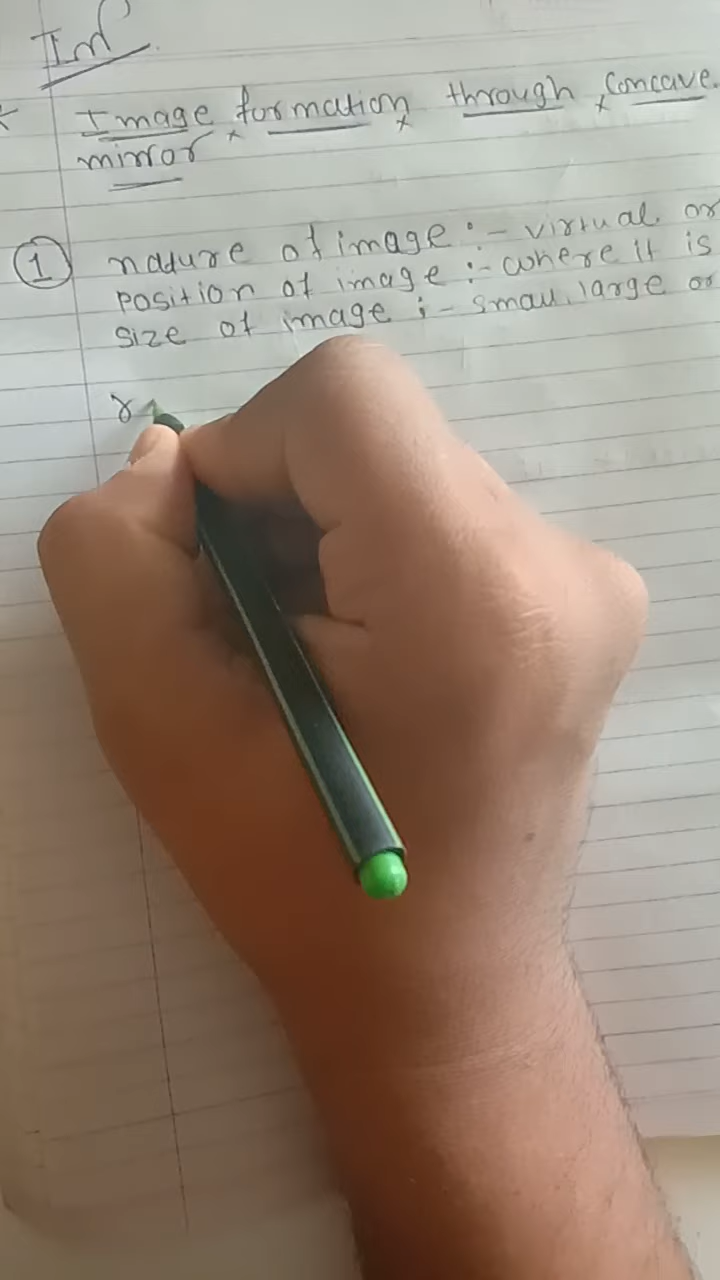 Imp
Image formation through concave
mirror
1 nature of image :- virtual or
position of image :- where it is
size of image :- small, large or
r